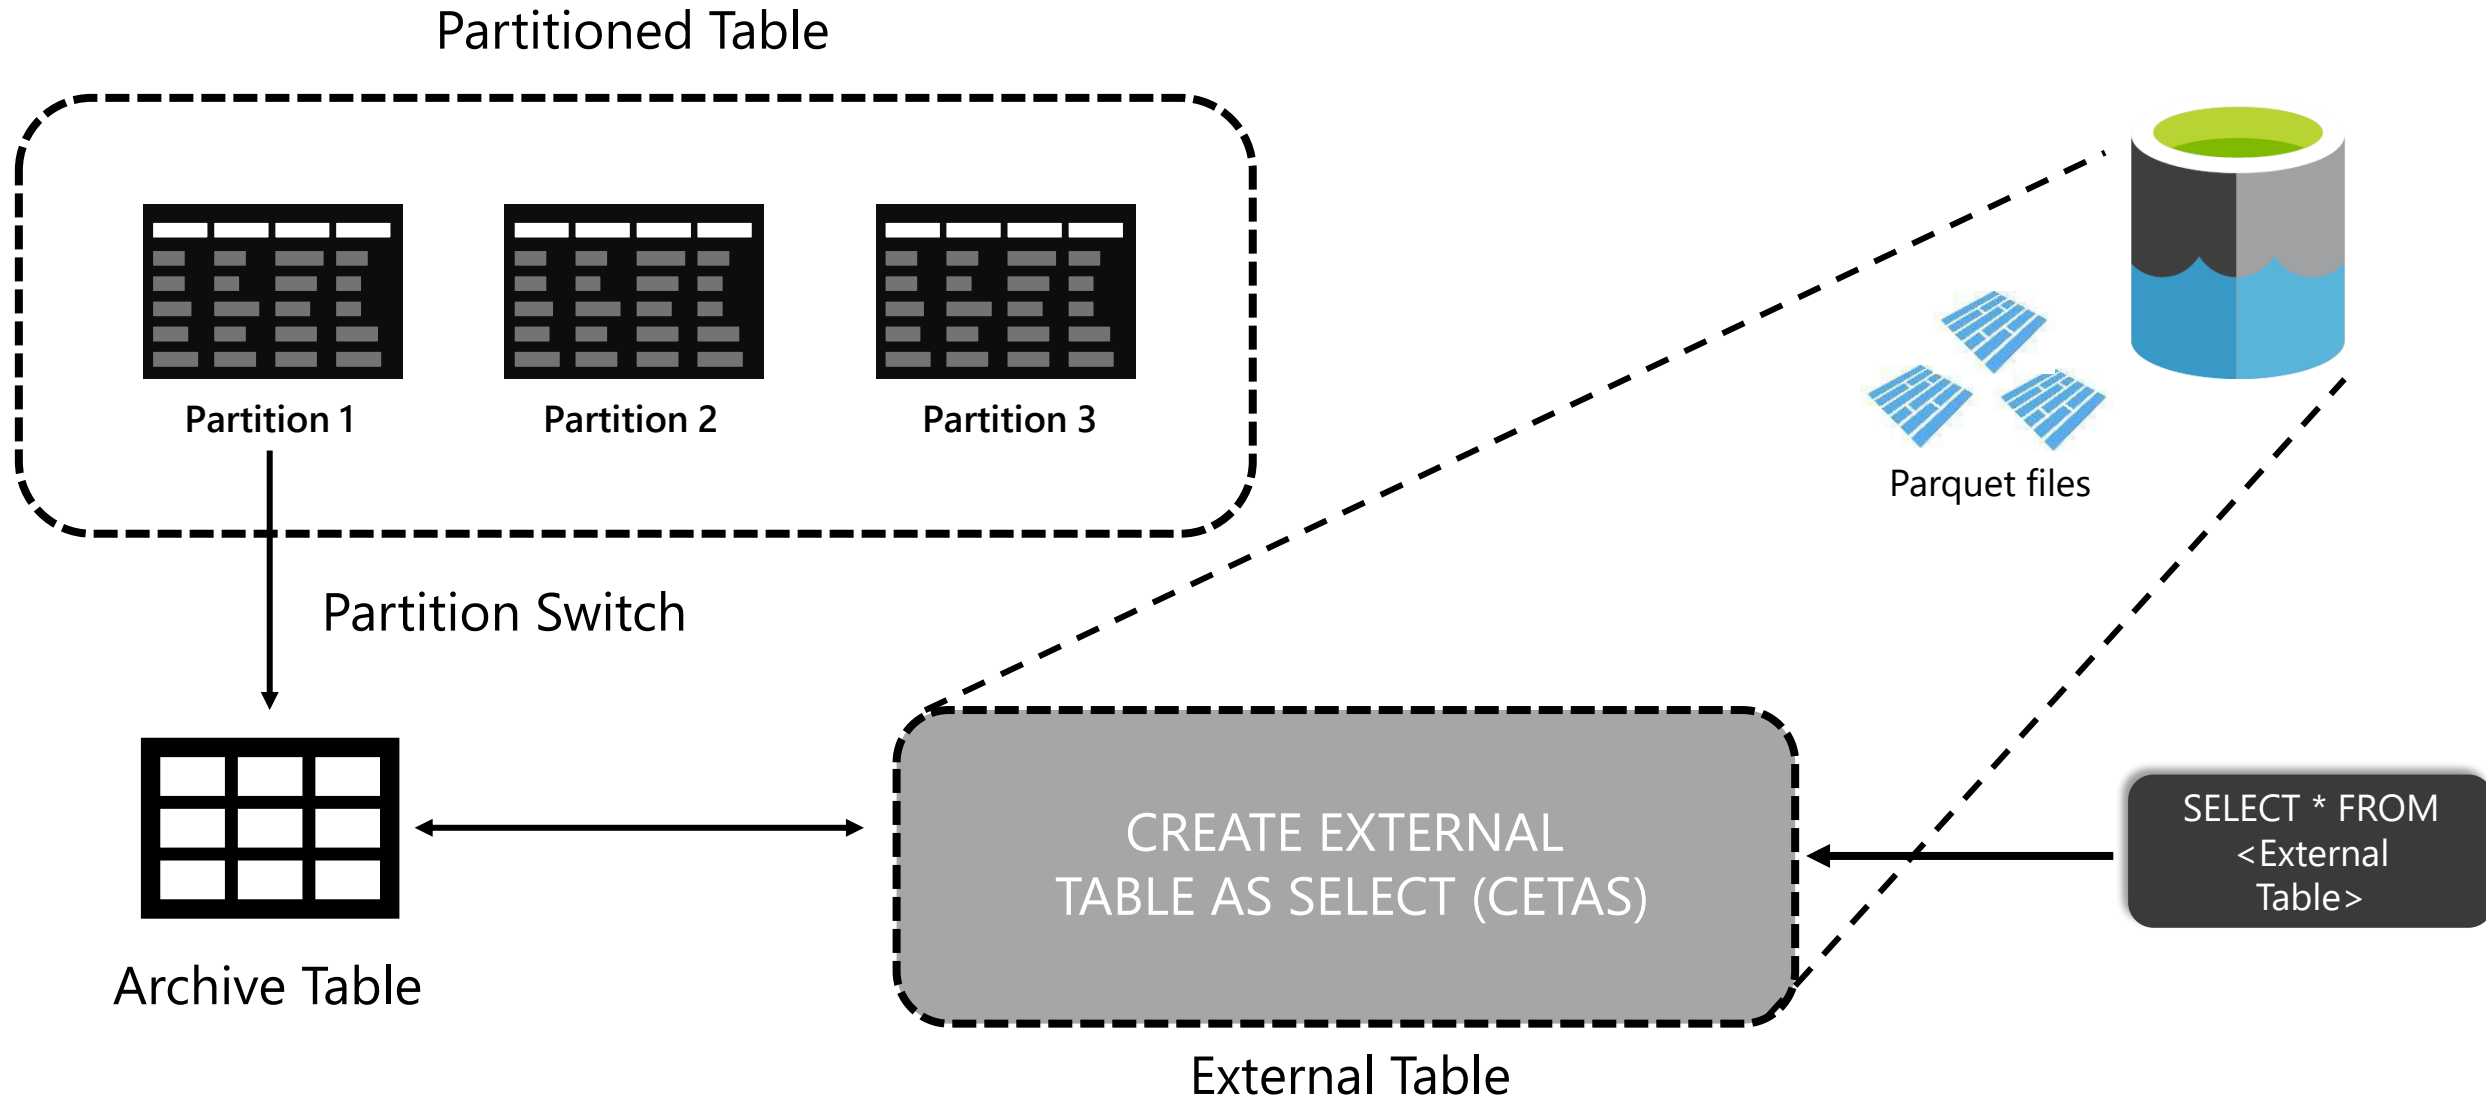 Partitioned Table
Partition 1
Partition 2
Partition 3
Parquet files
Partition Switch
CREATE EXTERNAL
TABLE AS SELECT (CETAS)
SELECT * FROM
<External
Table>
Archive Table
External Table